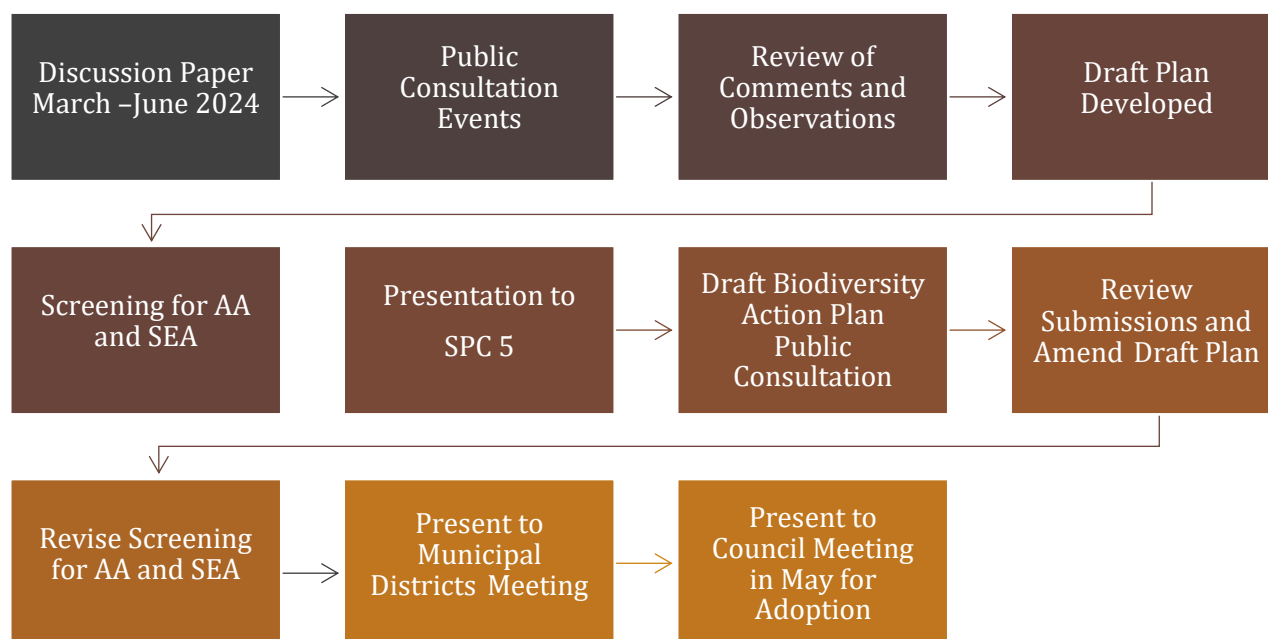 Discussion Paper
March –June 2024
Public
Consultation
Events
Review of
Comments and
Observations
Draft Plan
Developed
Screening for AA
and SEA
Presentation to
SPC 5
Draft Biodiversity
Action Plan
Public
Consultation
Review
Submissions and
Amend Draft Plan
Revise Screening
for AA and SEA
Present to
Municipal
Districts Meeting
Present to
Council Meeting
in May for
Adoption